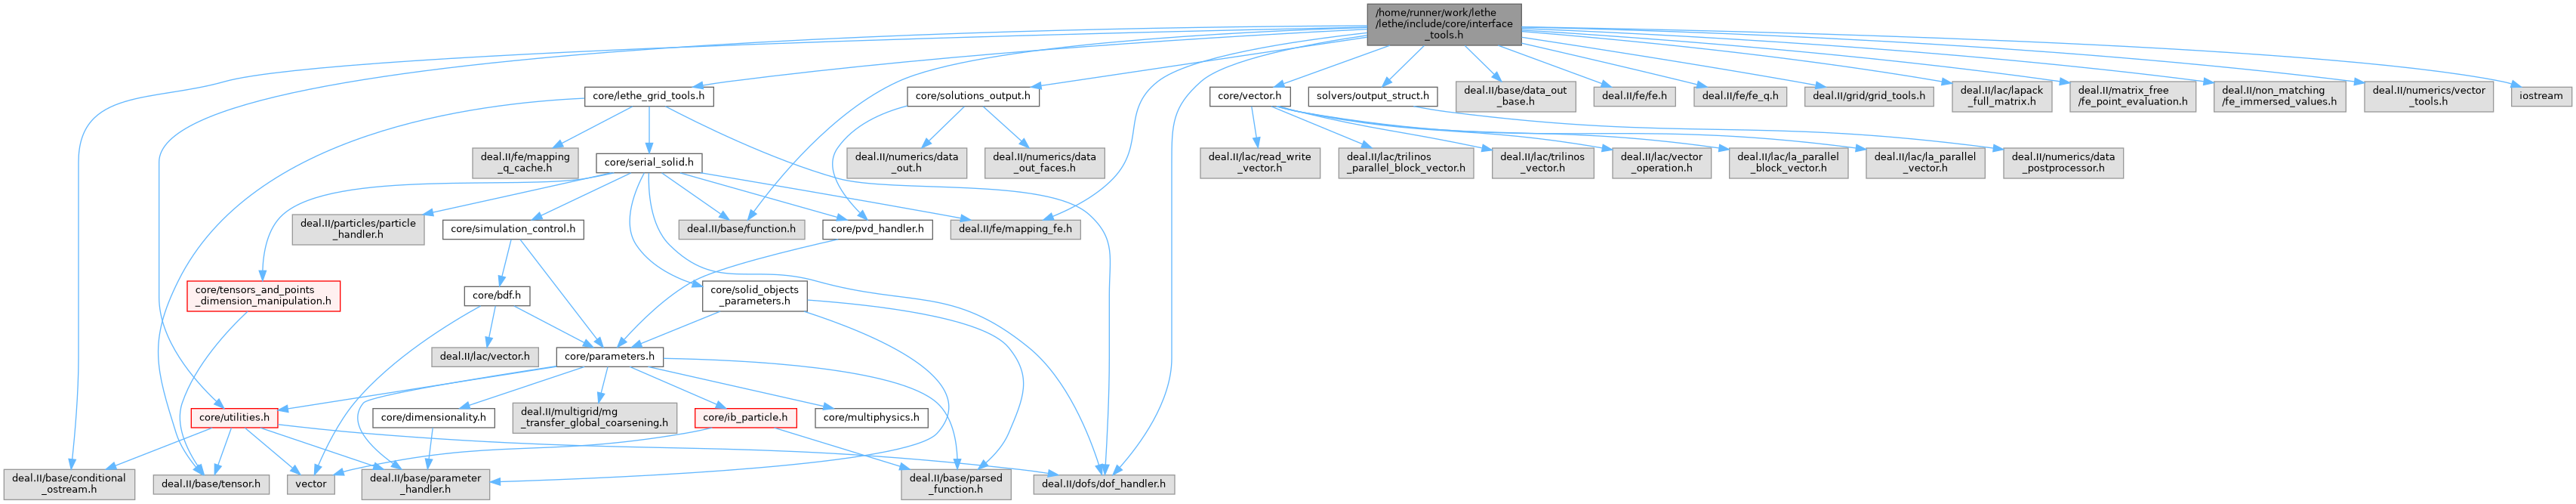 /home/runner/work/lethe
/lethe/include/core/interface
_tools.h
core/lethe_grid_tools.h
core/solutions_output.h
core/vector.h
solvers/output_struct.h
deal.II/base/data_out
_base.h
deal.II/fe/fe.h
deal.II/fe/fe_q.h
deal.II/grid/grid_tools.h
deal.II/lac/lapack
_full_matrix.h
deal.II/matrix_free
/fe_point_evaluation.h
deal.II/non_matching
/fe_immersed_values.h
deal.II/numerics/vector
_tools.h
iostream
deal.II/fe/mapping
_q_cache.h
core/serial_solid.h
deal.II/numerics/data
_out.h
deal.II/numerics/data
_out_faces.h
deal.II/lac/read_write
_vector.h
deal.II/lac/trilinos
_parallel_block_vector.h
deal.II/lac/trilinos
_vector.h
deal.II/lac/vector
_operation.h
deal.II/lac/la_parallel
_block_vector.h
deal.II/lac/la_parallel
_vector.h
deal.II/numerics/data
_postprocessor.h
deal.II/particles/particle
_handler.h
core/simulation_control.h
deal.II/base/function.h
core/pvd_handler.h
deal.II/fe/mapping_fe.h
core/tensors_and_points
_dimension_manipulation.h
core/bdf.h
core/solid_objects
_parameters.h
deal.II/lac/vector.h
core/parameters.h
core/utilities.h
core/dimensionality.h
deal.II/multigrid/mg
_transfer_global_coarsening.h
core/ib_particle.h
core/multiphysics.h
deal.II/base/conditional
_ostream.h
deal.II/base/tensor.h
vector
deal.II/base/parameter
_handler.h
deal.II/base/parsed
_function.h
deal.II/dofs/dof_handler.h